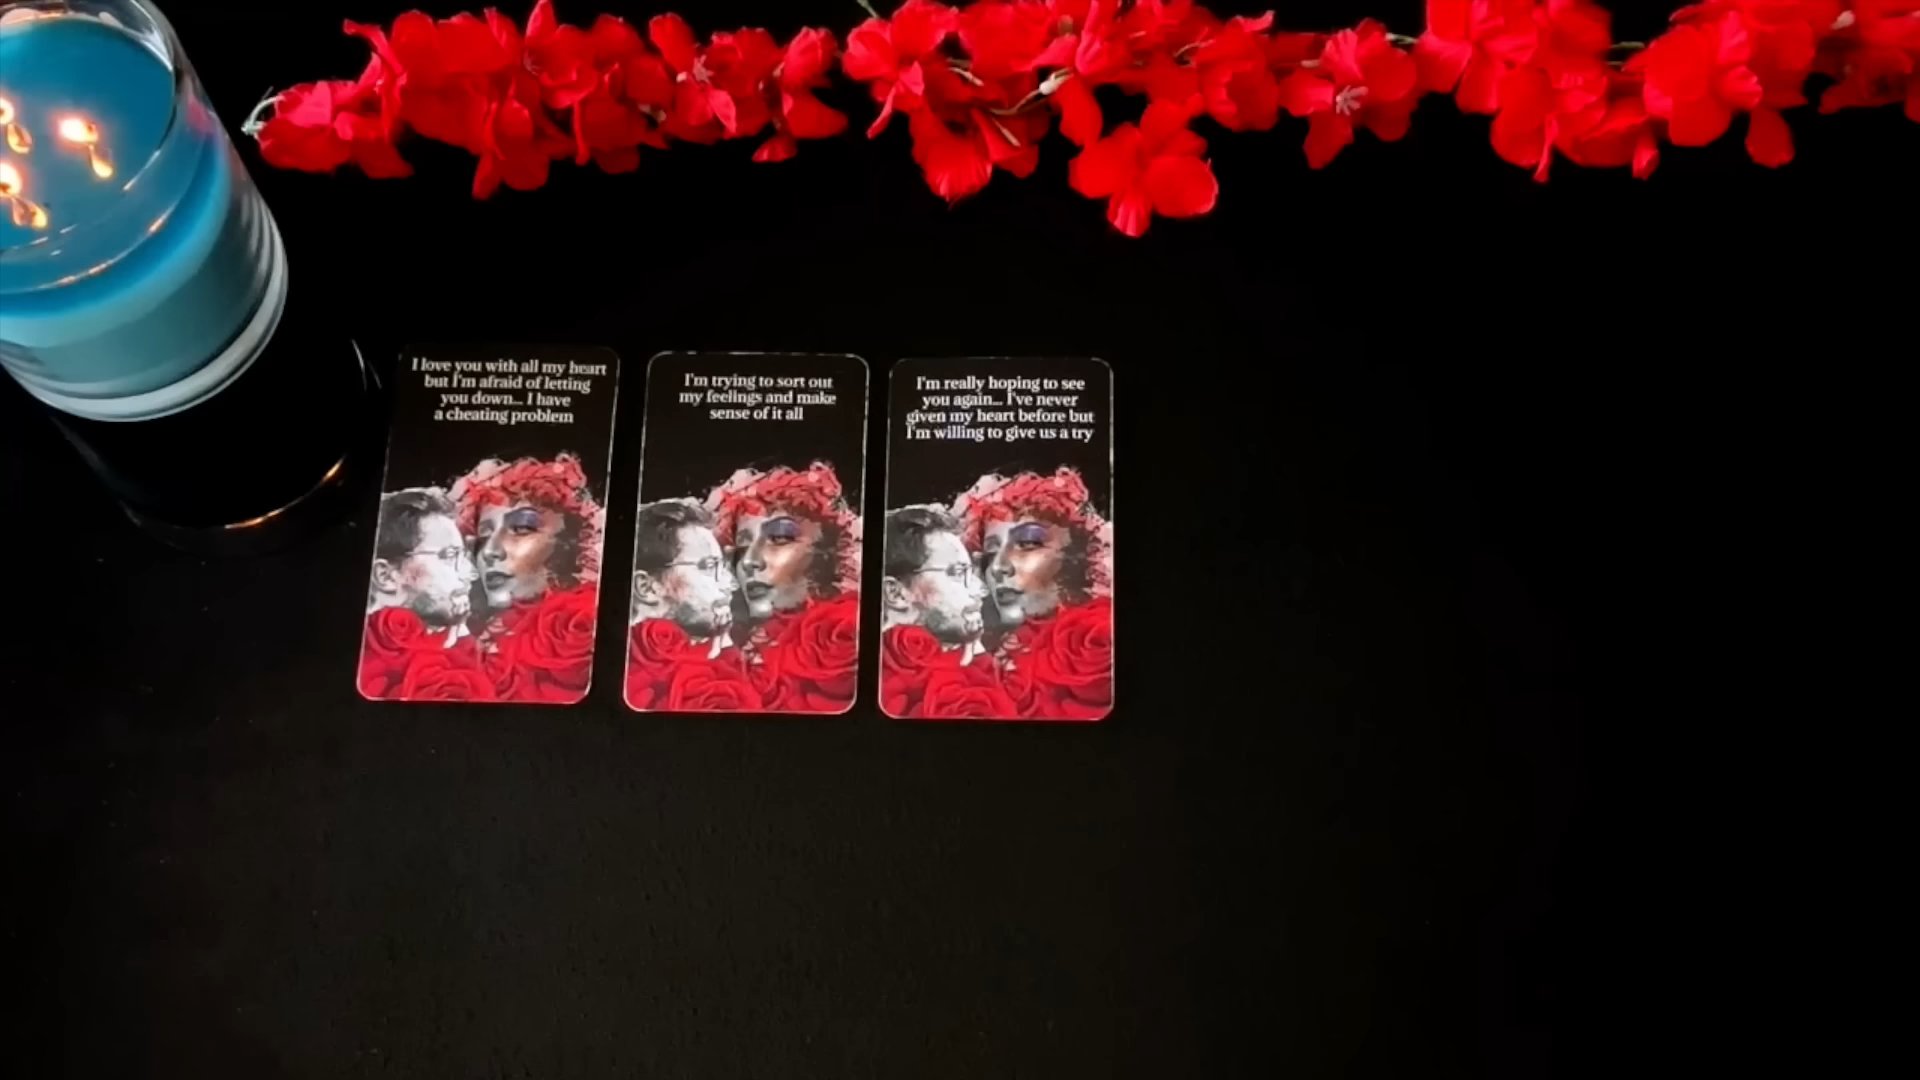 I love you with all my heart
but I'm afraid of letting
you down... I have
a cheating problem
I'm trying to sort out
my feelings and make
sense of it all
I'm really hoping to see
you again... I've never
given my heart before but
I'm willing to give us a try